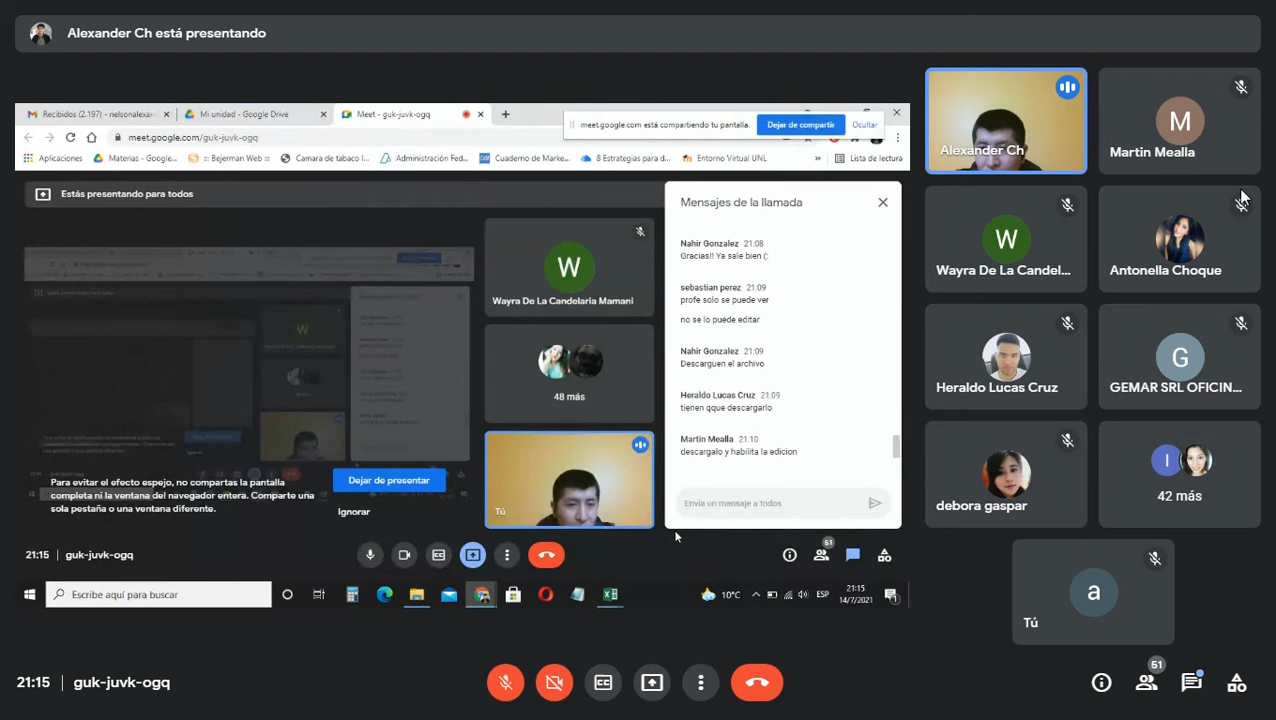 Alexander Ch está presentando
Recibidos (2.197) - nelsonalexan
Mi unidad - Google Drive
Meet - guk-juvk-ogq
meet.google.com/guk-juvk-ogq
meet.google.com está compartiendo tu pantalla.
Dejar de compartir
Ocultar
Aplicaciones
Materias - Google...
:: Bejerman Web ::
Camara de tabaco l...
Administración Fed...
Cuaderno de Marke...
8 Estrategias para d...
Entorno Virtual UNL
»
Lista de lectura
Estás presentando para todos
W
Wayra De La Candelaria Mamani
48 más
Tú
Para evitar el efecto espejo, no compartas la pantalla
completa ni la ventana del navegador entera. Comparte una
sola pestaña o una ventana diferente.
Dejar de presentar
Ignorar
Mensajes de la llamada
Nahir Gonzalez 21:08
Gracias!! Ya sale bien (:
sebastian perez 21:09
profe solo se puede ver
no se lo puede editar
Nahir Gonzalez 21:09
Descarguen el archivo
Heraldo Lucas Cruz 21:09
tienen qque descargarlo
Martin Mealla 21:10
descargalo y habilita la edicion
Envía un mensaje a todos
21:15 | guk-juvk-ogq
51
Escribe aquí para buscar
10°C
ESP
21:15
14/7/2021
1
Alexander Ch
M
Martin Mealla
W
Wayra De La Candel...
Antonella Choque
Heraldo Lucas Cruz
G
GEMAR SRL OFICIN...
debora gaspar
I
42 más
a
Tú
21:15 | guk-juvk-ogq
51